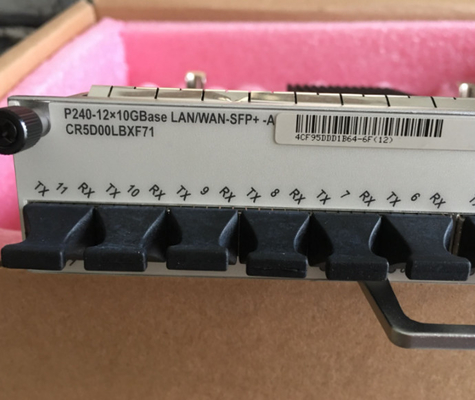 P240-12×10GBase LAN/WAN-SFP+ -A
CR5D00LBXF71
4CF95DDD1B64-6F(12)
TX 11 RX TX 10 RX TX 9 RX TX 8 RX TX 7 RX TX 6 RX